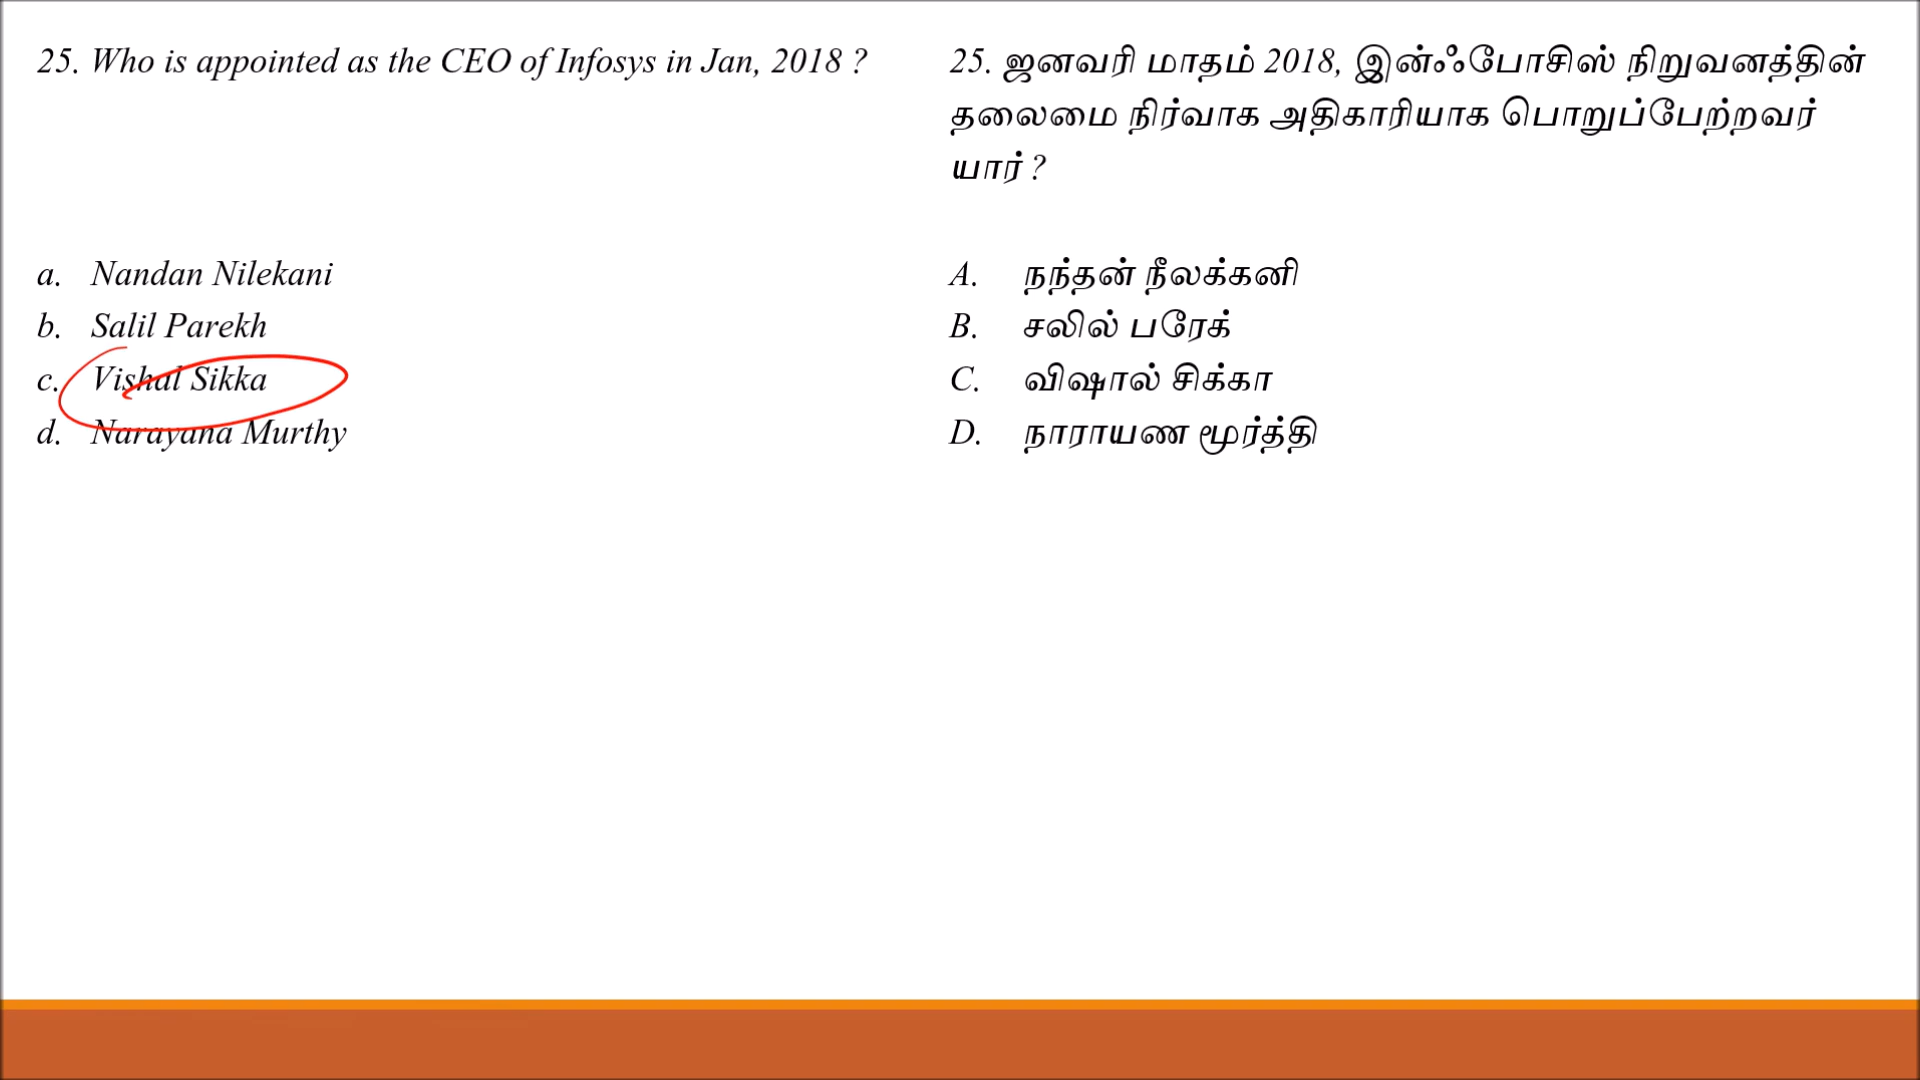 25. Who is appointed as the CEO of Infosys in Jan, 2018 ?
a. Nandan Nilekani
b. Salil Parekh
c. Vishal Sikka
d. Narayana Murthy
25. ஜனவரி மாதம் 2018, இன்ஃபோசிஸ் நிறுவனத்தின்
தலைமை நிர்வாக அதிகாரியாக பொறுப்பேற்றவர்
யார் ?
A. நந்தன் நீலக்கனி
B. சலில் பரேக்
C. விஷால் சிக்கா
D. நாராயண மூர்த்தி